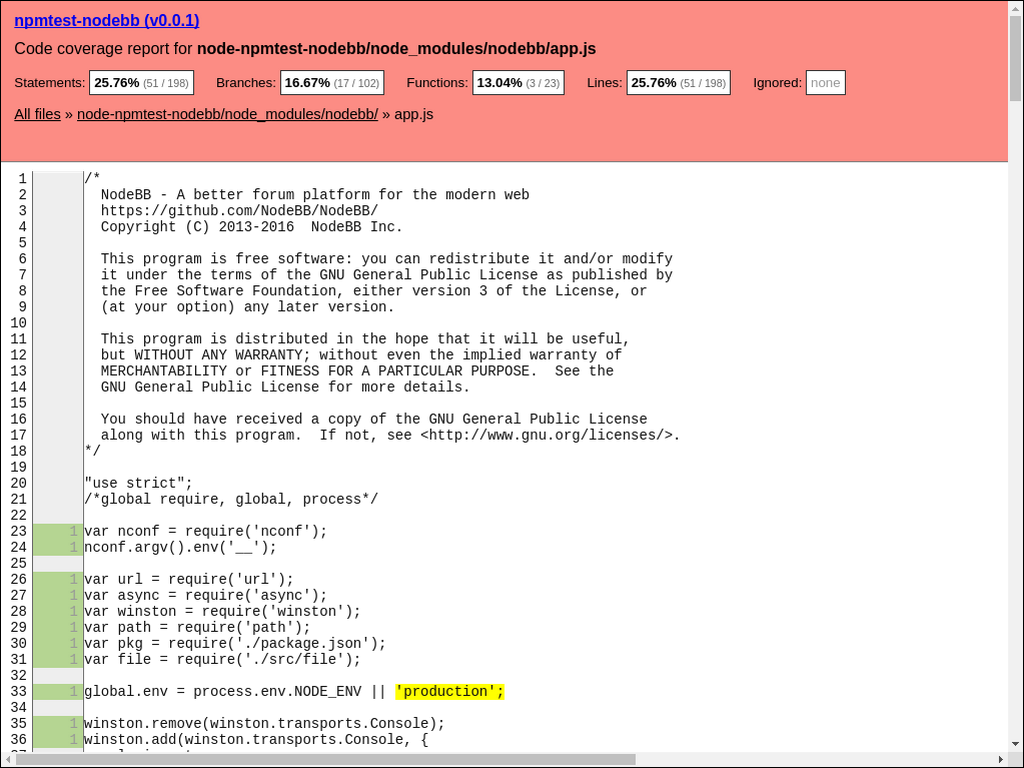 npmtest-nodebb (v0.0.1)
Code coverage report for node-npmtest-nodebb/node_modules/nodebb/app.js
Statements: 25.76% (51 / 198) Branches: 16.67% (17 / 102) Functions: 13.04% (3 / 23) Lines: 25.76% (51 / 198) Ignored: none
All files » node-npmtest-nodebb/node_modules/nodebb/ » app.js
1 /*
2 NodeBB - A better forum platform for the modern web
3 https://github.com/NodeBB/NodeBB/
4 Copyright (C) 2013-2016  NodeBB Inc.
5
6 This program is free software: you can redistribute it and/or modify
7 it under the terms of the GNU General Public License as published by
8 the Free Software Foundation, either version 3 of the License, or
9 (at your option) any later version.
10
11 This program is distributed in the hope that it will be useful,
12 but WITHOUT ANY WARRANTY; without even the implied warranty of
13 MERCHANTABILITY or FITNESS FOR A PARTICULAR PURPOSE.  See the
14 GNU General Public License for more details.
15
16 You should have received a copy of the GNU General Public License
17 along with this program.  If not, see <http://www.gnu.org/licenses/>.
18 */
19
20 "use strict";
21 /*global require, global, process*/
22
23 1 var nconf = require('nconf');
24 1 nconf.argv().env('__');
25
26 1 var url = require('url');
27 1 var async = require('async');
28 1 var winston = require('winston');
29 1 var path = require('path');
30 1 var pkg = require('./package.json');
31 1 var file = require('./src/file');
32
33 1 global.env = process.env.NODE_ENV || 'production';
34
35 1 winston.remove(winston.transports.Console);
36 1 winston.add(winston.transports.Console, {